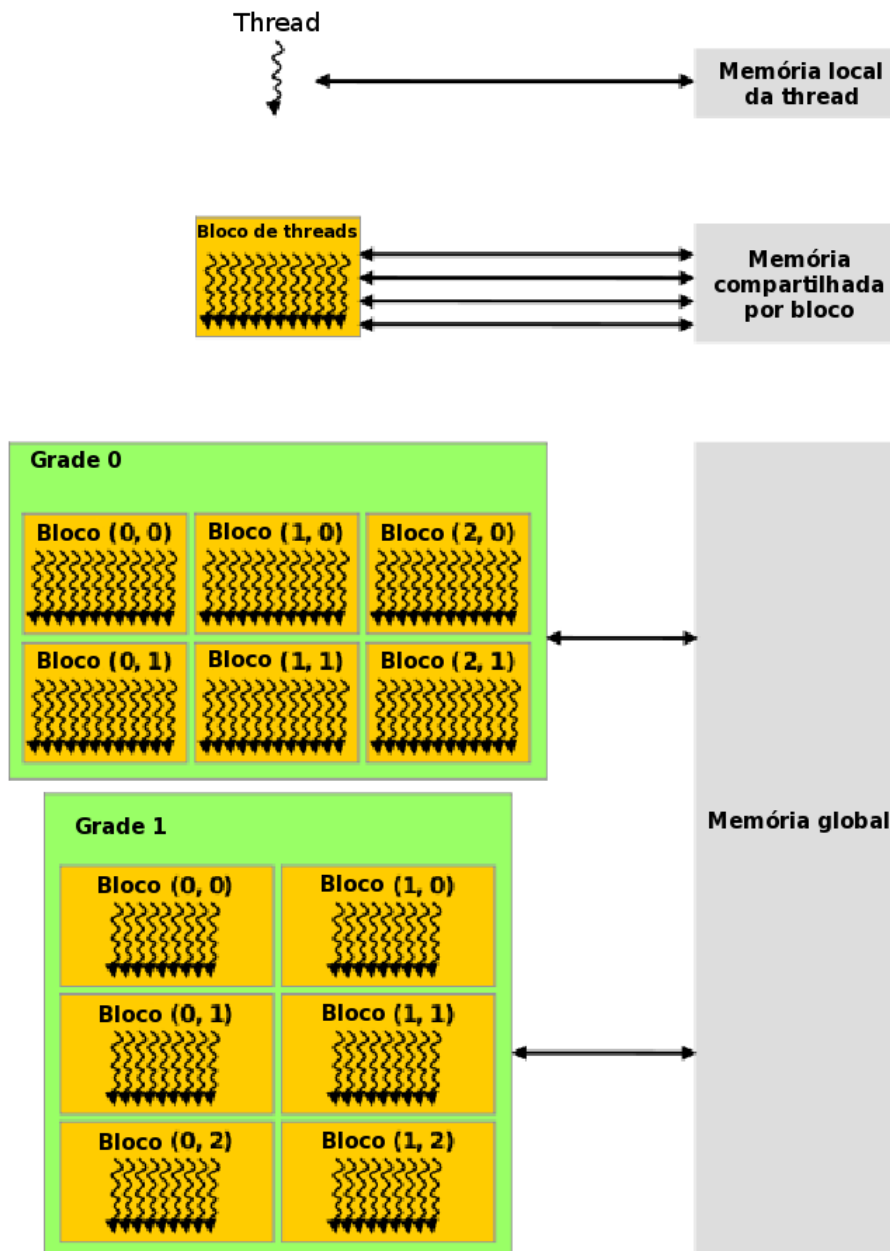 Thread
Memória local
da thread
Bloco de threads
Memória
compartilhada
por bloco
Grade 0
Bloco (0, 0)
Bloco (1, 0)
Bloco (2, 0)
Bloco (0, 1)
Bloco (1, 1)
Bloco (2, 1)
Memória global
Grade 1
Bloco (0, 0)
Bloco (1, 0)
Bloco (0, 1)
Bloco (1, 1)
Bloco (0, 2)
Bloco (1, 2)